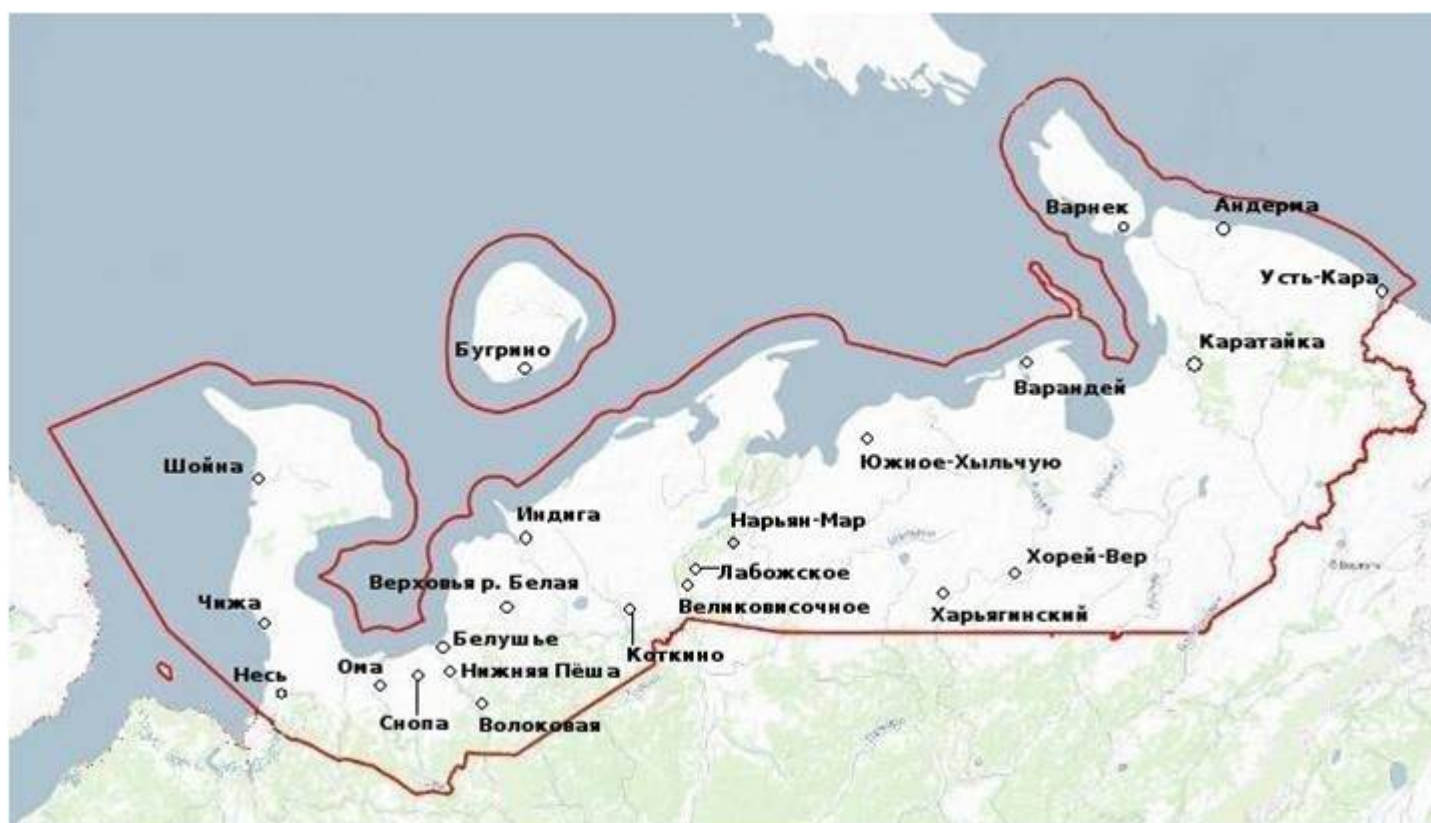 Варнек
Андерма
Усть-Кара
Бугрино
Каратайка
Варандей
Шойна
Южное-Хыльчую
Индига
Нарьян-Мар
Хорей-Вер
Лабожское
Верховья р. Белая
Великовисочное
Харьягинский
Чижа
Белушье
Коткино
Несь
Ома
Нижняя Пёша
Снопа
Волоковая